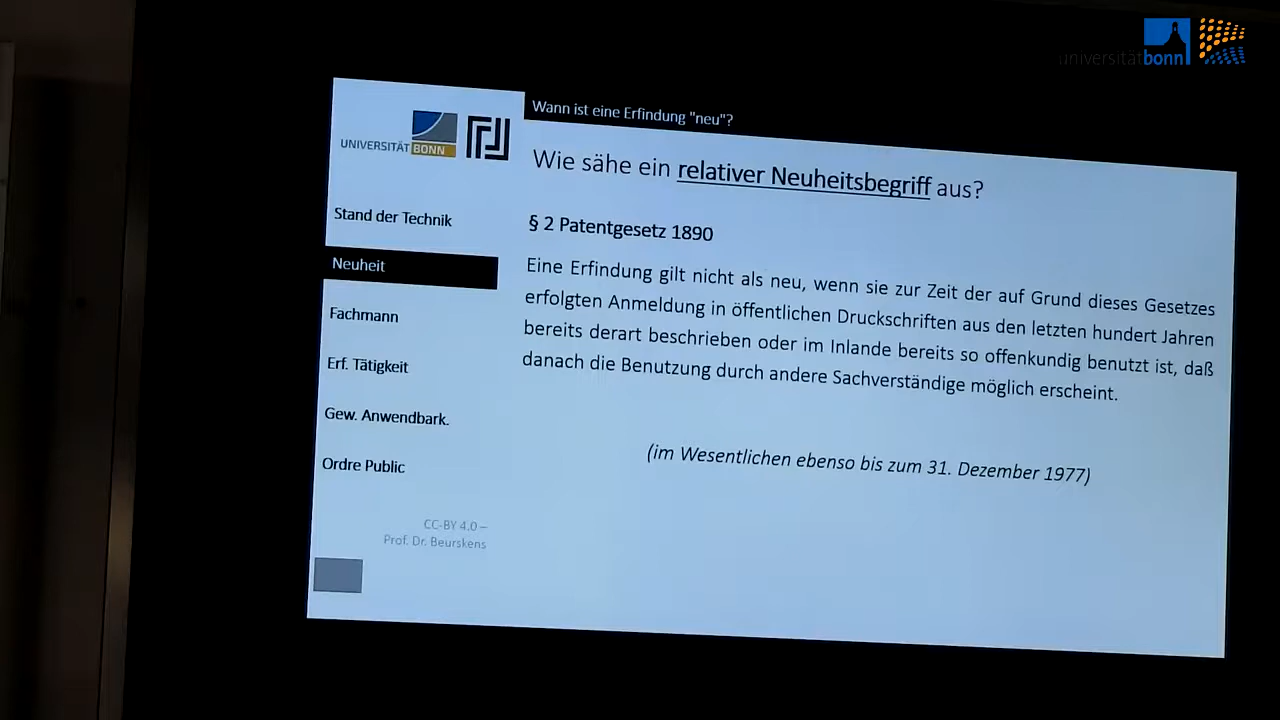 universitätbonn
Wann ist eine Erfindung "neu"?
UNIVERSITÄT BONN
Wie sähe ein relativer Neuheitsbegriff aus?
Stand der Technik
Neuheit
Fachmann
Erf. Tätigkeit
Gew. Anwendbark.
Ordre Public
§ 2 Patentgesetz 1890
Eine Erfindung gilt nicht als neu, wenn sie zur Zeit der auf Grund dieses Gesetzes
erfolgten Anmeldung in öffentlichen Druckschriften aus den letzten hundert Jahren
bereits derart beschrieben oder im Inlande bereits so offenkundig benutzt ist, daß
danach die Benutzung durch andere Sachverständige möglich erscheint.
(im Wesentlichen ebenso bis zum 31. Dezember 1977)
CC-BY 4.0 –
Prof. Dr. Beurskens